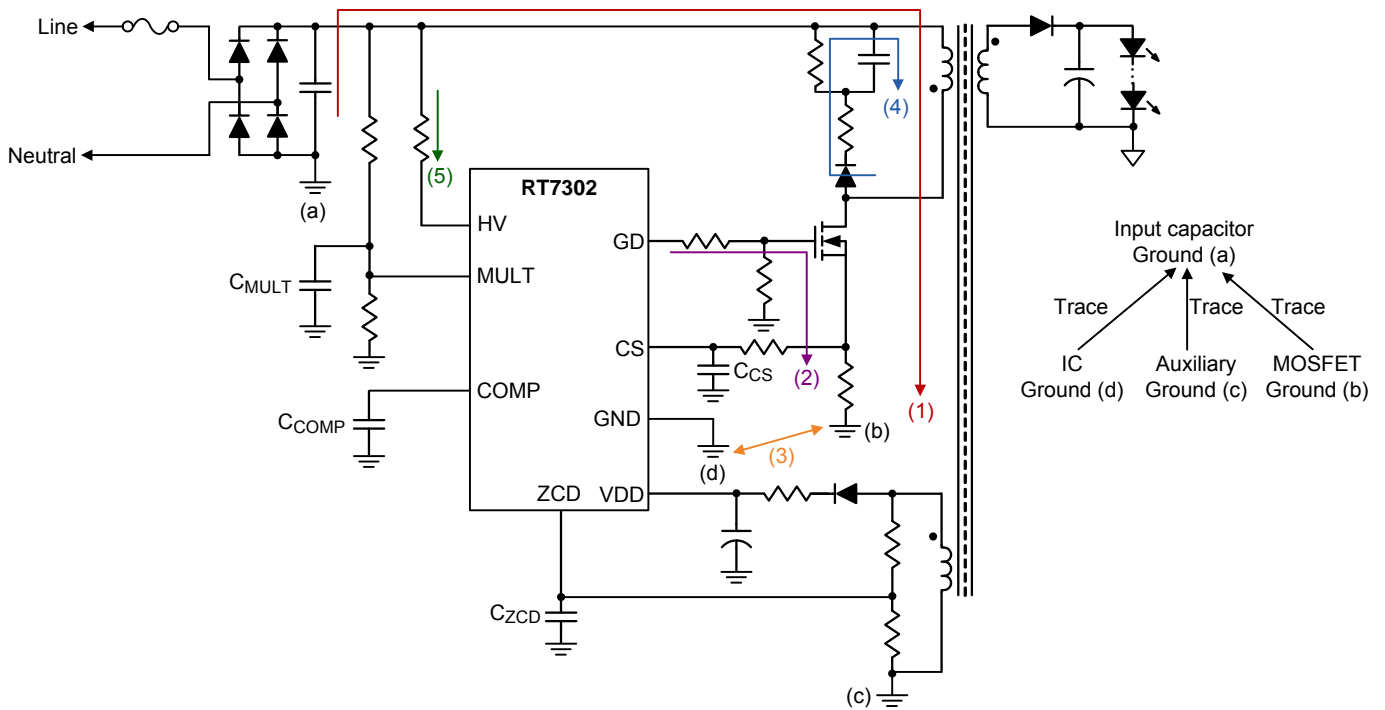 Line
Neutral
(a)
(5)
(4)
RT7302
HV
GD
MULT
CMULT
(2)
CS
CCS
COMP
(1)
CCOMP
GND
(b)
(3)
(d)
ZCD
VDD
CZCD
(c)
Input capacitor
Ground (a)
Trace
Trace
Trace
IC
Ground (d)
Auxiliary
Ground (c)
MOSFET
Ground (b)